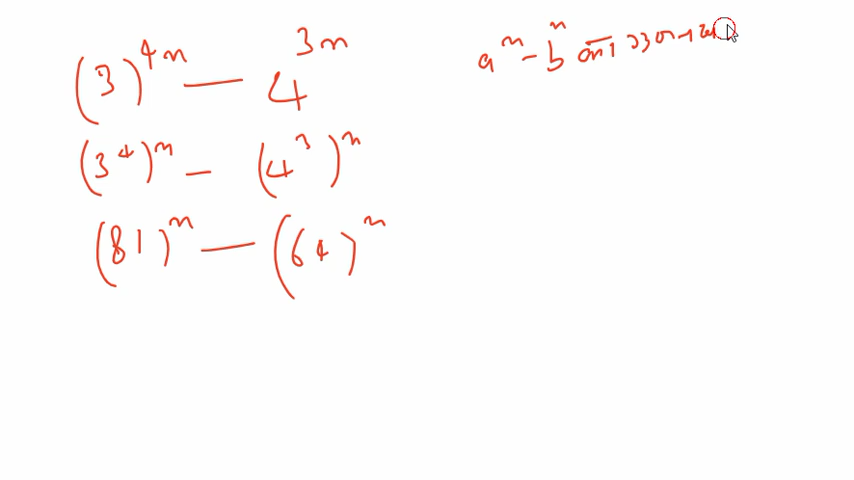 (3)^4n — 4^3n
a^n - b^n
(3^4)^n - (4^3)^n
(81)^n — (64)^n